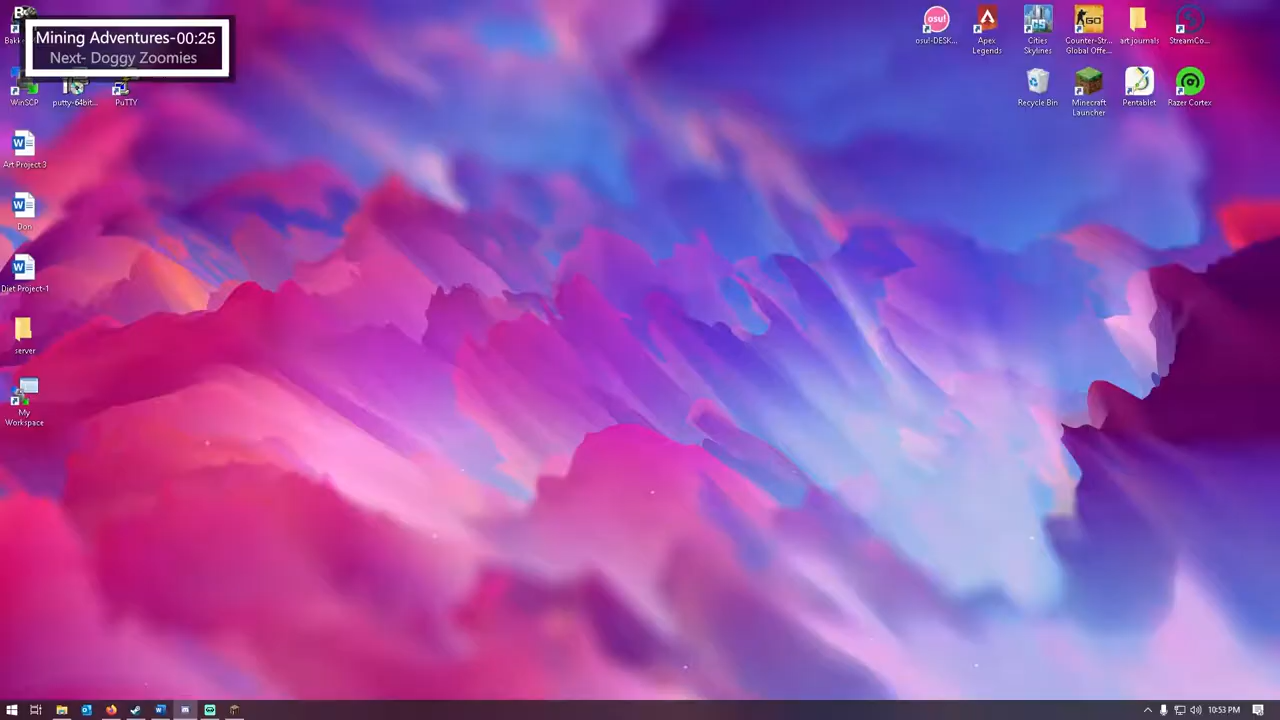 Mining Adventures-00:25
Next- Doggy Zoomies
WinSCP
putty-64bit...
PuTTY
Art Project 3
Don
Diet Project-1
server
My
Workspace
osu!
osu!-DESK...
Apex
Legends
Cities
Skylines
GO
Counter-Str...
Global Offe...
art journals
StreamCo...
Recycle Bin
Minecraft
Launcher
Pentablet
Razer Cortex
10:53 PM